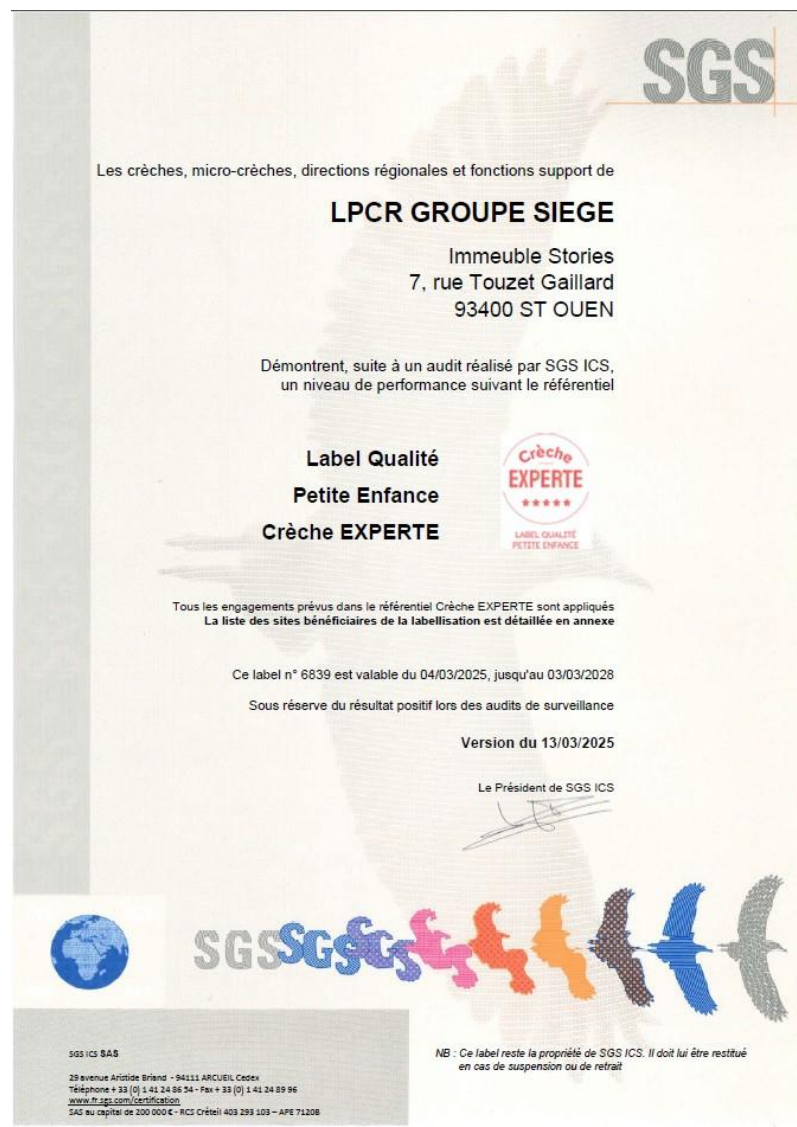 SGS
Les crèches, micro-crèches, directions régionales et fonctions support de
LPCR GROUPE SIEGE
Immeuble Stories
7, rue Touzet Gaillard
93400 ST OUEN
Démontrent, suite à un audit réalisé par SGS ICS,
un niveau de performance suivant le référentiel
Label Qualité
Petite Enfance
Crèche EXPERTE
Crèche
EXPERTE
★★★★★
LABEL QUALITÉ
PETITE ENFANCE
Tous les engagements prévus dans le référentiel Crèche EXPERTE sont appliqués
La liste des sites bénéficiaires de la labellisation est détaillée en annexe
Ce label n° 6839 est valable du 04/03/2025, jusqu'au 03/03/2028
Sous réserve du résultat positif lors des audits de surveillance
Version du 13/03/2025
Le Président de SGS ICS
SGS SGS
SGS ICS SAS
29 avenue Aristide Briand - 94111 ARCUEIL Cedex
Téléphone + 33 (0) 1 41 24 86 54 - Fax + 33 (0) 1 41 24 89 96
www.fr.sgs.com/certification
SAS au capital de 200 000 € - RCS Créteil 403 293 103 – APE 7120B
NB : Ce label reste la propriété de SGS ICS. Il doit lui être restitué
en cas de suspension ou de retrait